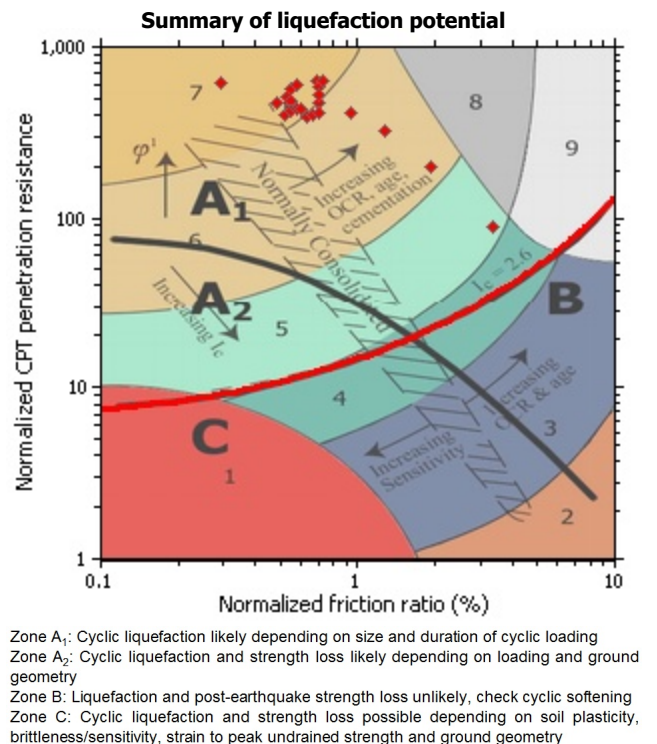 Summary of liquefaction potential
1,000
7
8
9
φ'
Increasing
OCR, age,
cementation
Normally Consolidated
Normalized CPT penetration resistance
100
A1
6
Ic = 2.6
A2
B
Increasing Ic
5
10
4
Increasing
OCR & age
C
Increasing
Sensitivity
3
1
2
1
0.1
1
10
Normalized friction ratio (%)
Zone A1: Cyclic liquefaction likely depending on size and duration of cyclic loading
Zone A2: Cyclic liquefaction and strength loss likely depending on loading and ground
geometry
Zone B: Liquefaction and post-earthquake strength loss unlikely, check cyclic softening
Zone C: Cyclic liquefaction and strength loss possible depending on soil plasticity,
brittleness/sensitivity, strain to peak undrained strength and ground geometry